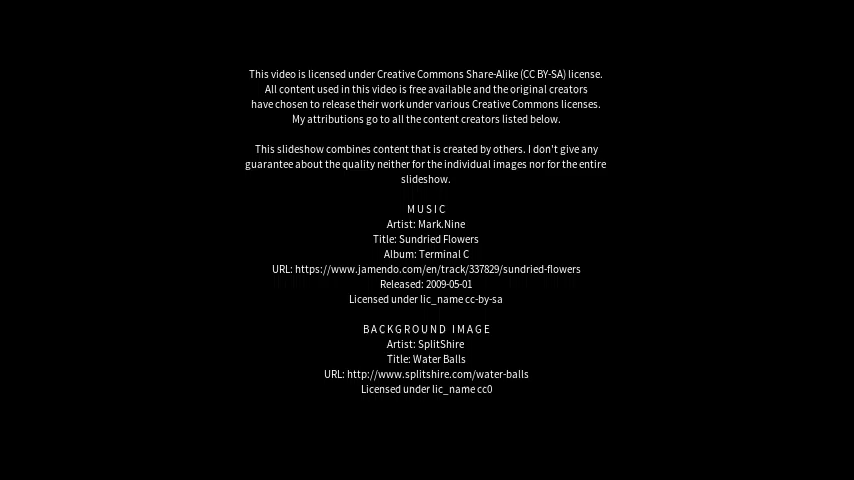 This video is licensed under Creative Commons Share-Alike (CC BY-SA) license.
All content used in this video is free available and the original creators
have chosen to release their work under various Creative Commons licenses.
My attributions go to all the content creators listed below.
This slideshow combines content that is created by others. I don't give any
guarantee about the quality neither for the individual images nor for the entire
slideshow.
MUSIC
Artist: Mark.Nine
Title: Sundried Flowers
Album: Terminal C
URL: https://www.jamendo.com/en/track/337829/sundried-flowers
Released: 2009-05-01
Licensed under lic_name cc-by-sa
BACKGROUND IMAGE
Artist: SplitShire
Title: Water Balls
URL: http://www.splitshire.com/water-balls
Licensed under lic_name cc0